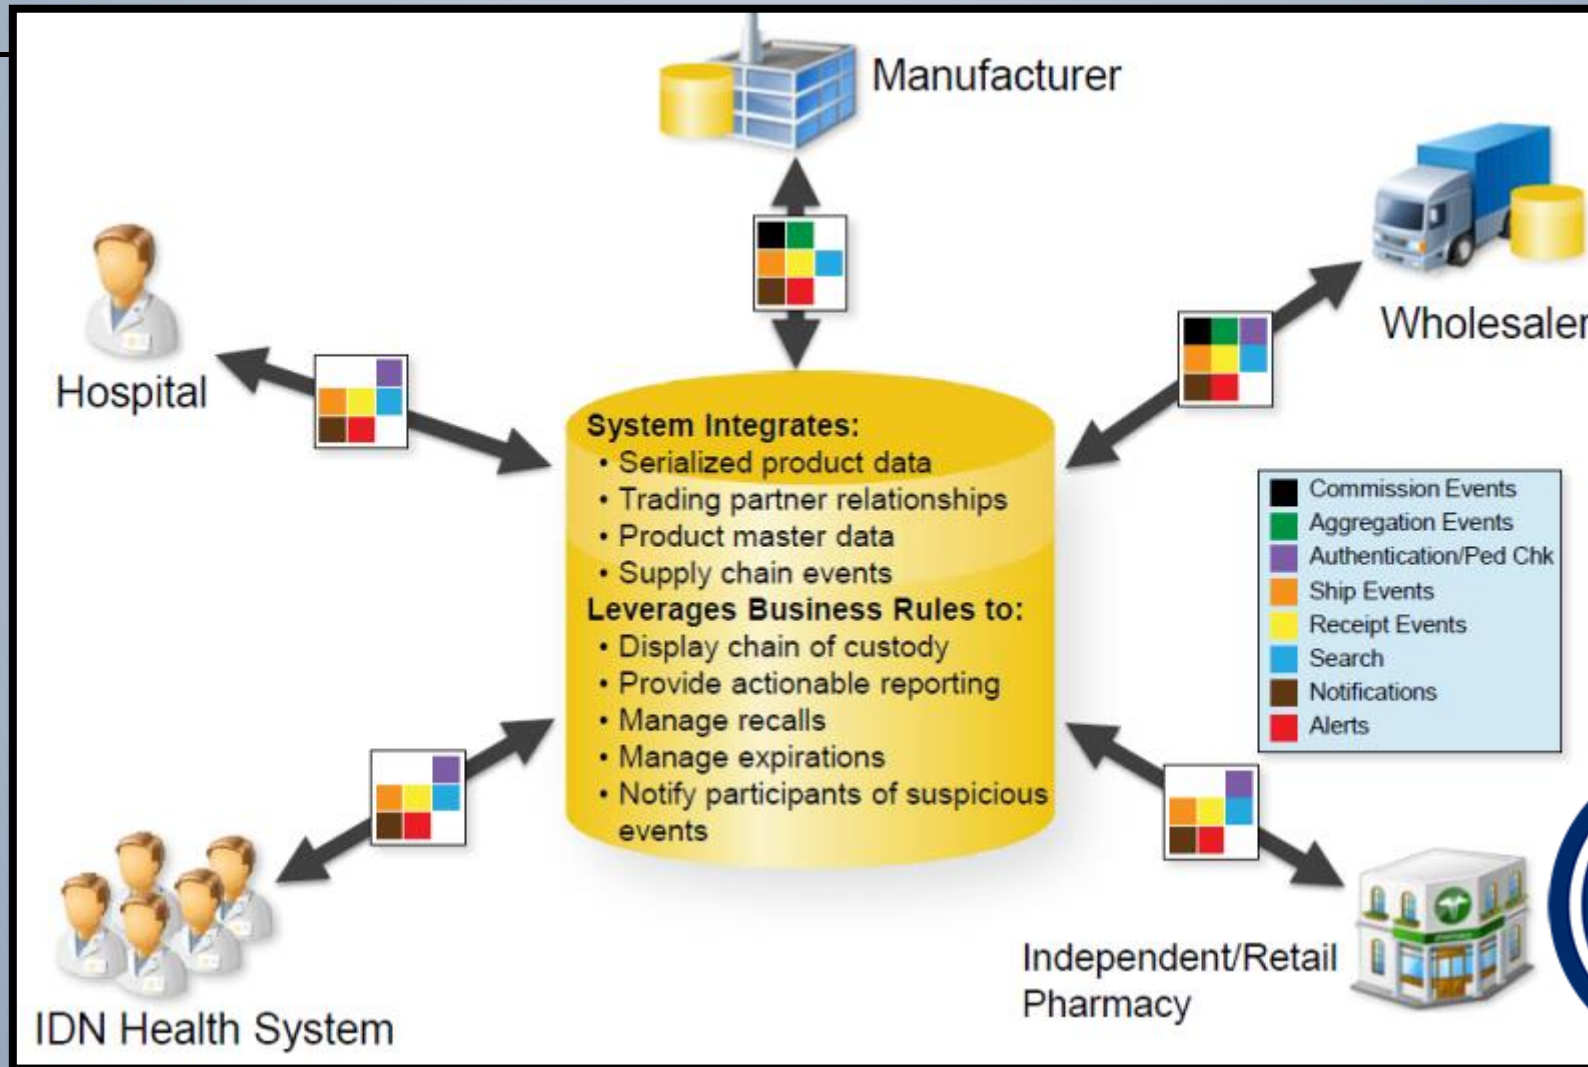 Manufacturer
Wholesaler
Hospital
System Integrates:
• Serialized product data
• Trading partner relationships
• Product master data
• Supply chain events
Leverages Business Rules to:
• Display chain of custody
• Provide actionable reporting
• Manage recalls
• Manage expirations
• Notify participants of suspicious
events
Commission Events
Aggregation Events
Authentication/Ped Chk
Ship Events
Receipt Events
Search
Notifications
Alerts
Independent/Retail
Pharmacy
IDN Health System